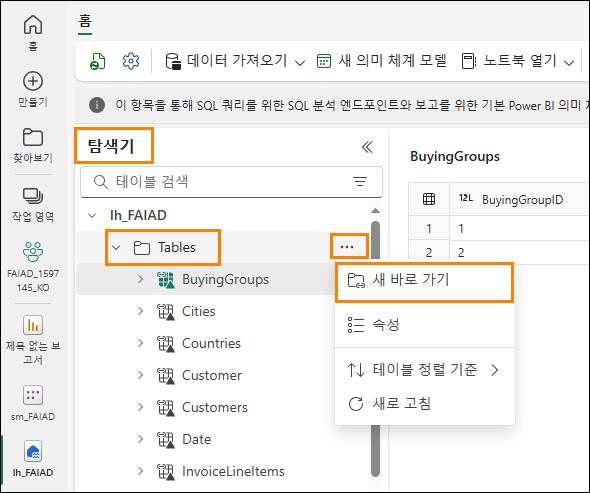 홈
홈
만들기
찾아보기
작업 영역
FAIAD_1597
145_KO
제목 없는 보
고서
sm_FAIAD
lh_FAIAD
데이터 가져오기
새 의미 체계 모델
노트북 열기
이 항목을 통해 SQL 쿼리를 위한 SQL 분석 엔드포인트와 보고를 위한 기본 Power BI 의미 체
탐색기
테이블 검색
lh_FAIAD
Tables
BuyingGroups
Cities
Countries
Customer
Customers
Date
InvoiceLineItems
새 바로 가기
속성
테이블 정렬 기준
새로 고침
BuyingGroups
12L BuyingGroupID
1 1
2 2